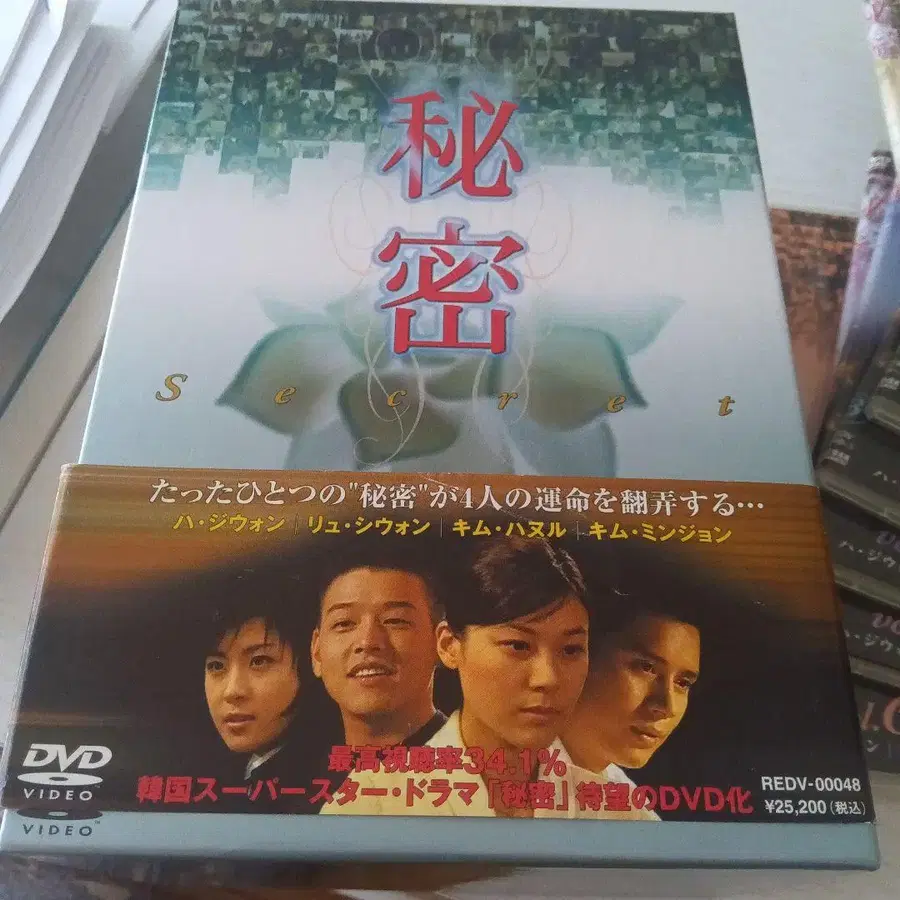 秘密
Secret
たったひとつの"秘密"が4人の運命を翻弄する…
ハ・ジウォン｜リュ・シウォン｜キム・ハヌル｜キム・ミンジョン
最高視聴率34.1%
韓国スーパースター・ドラマ「秘密」待望のDVD化
DVD
VIDEO
VIDEO
REDV-00048
¥25,200(税込)